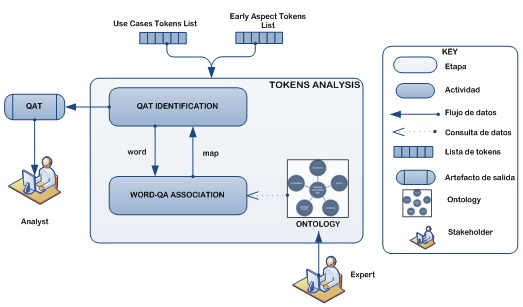 Use Cases Tokens List
Early Aspect Tokens
List
TOKENS ANALYSIS
QAT
QAT IDENTIFICATION
word
map
WORD-QA ASSOCIATION
ONTOLOGY
Analyst
Expert
KEY
Etapa
Actividad
Flujo de datos
Consulta de datos
Lista de tokens
Artefacto de salida
Ontology
Stakeholder